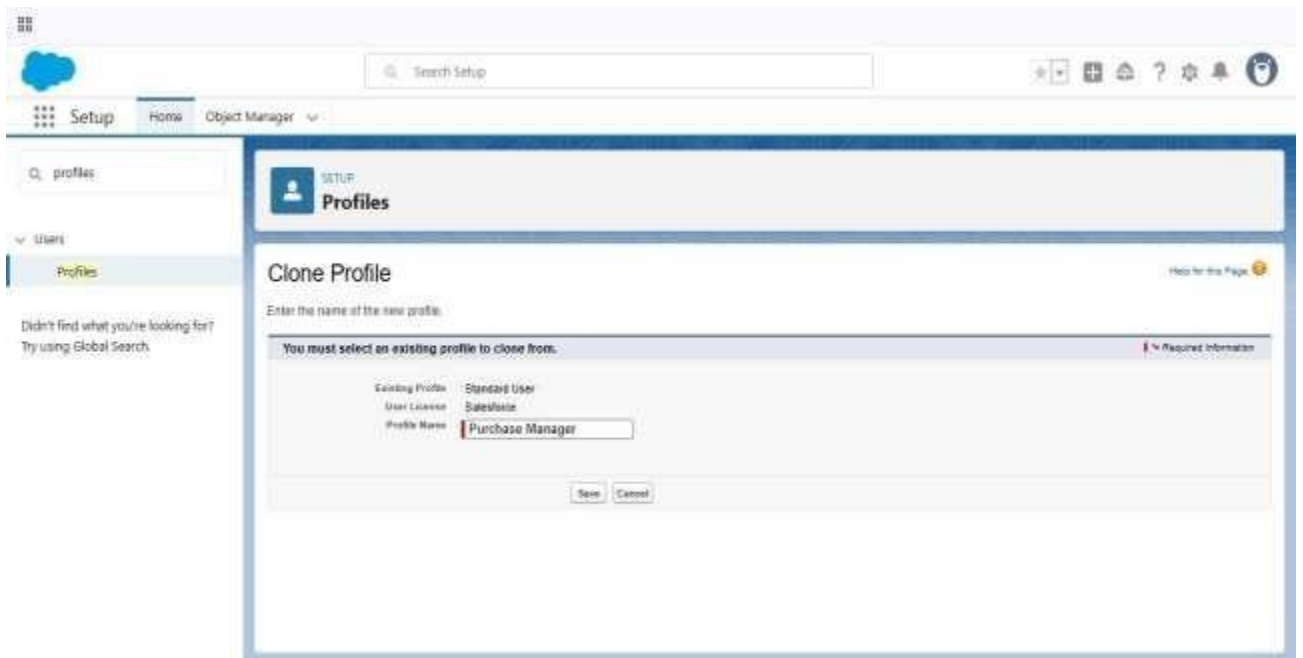 Search Setup
Setup
Home
Object Manager
profiles
Users
Profiles
Didn't find what you're looking for?
Try using Global Search.
SETUP
Profiles
Clone Profile
Help for this Page
Enter the name of the new profile.
You must select an existing profile to clone from.
= Required Information
Existing Profile Standard User
User License Salesforce
Profile Name Purchase Manager
Save Cancel